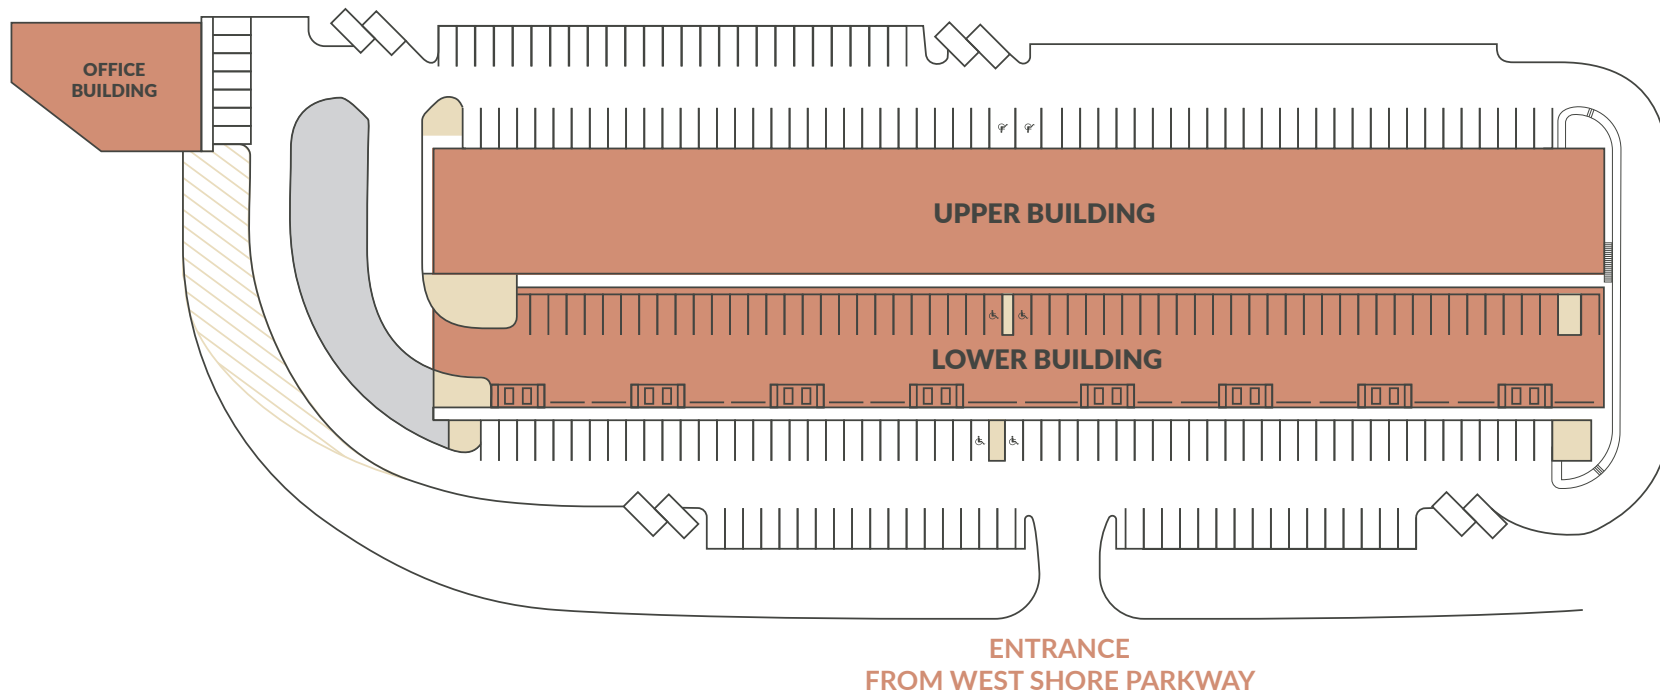 OFFICE
BUILDING
UPPER BUILDING
LOWER BUILDING
ENTRANCE
FROM WEST SHORE PARKWAY